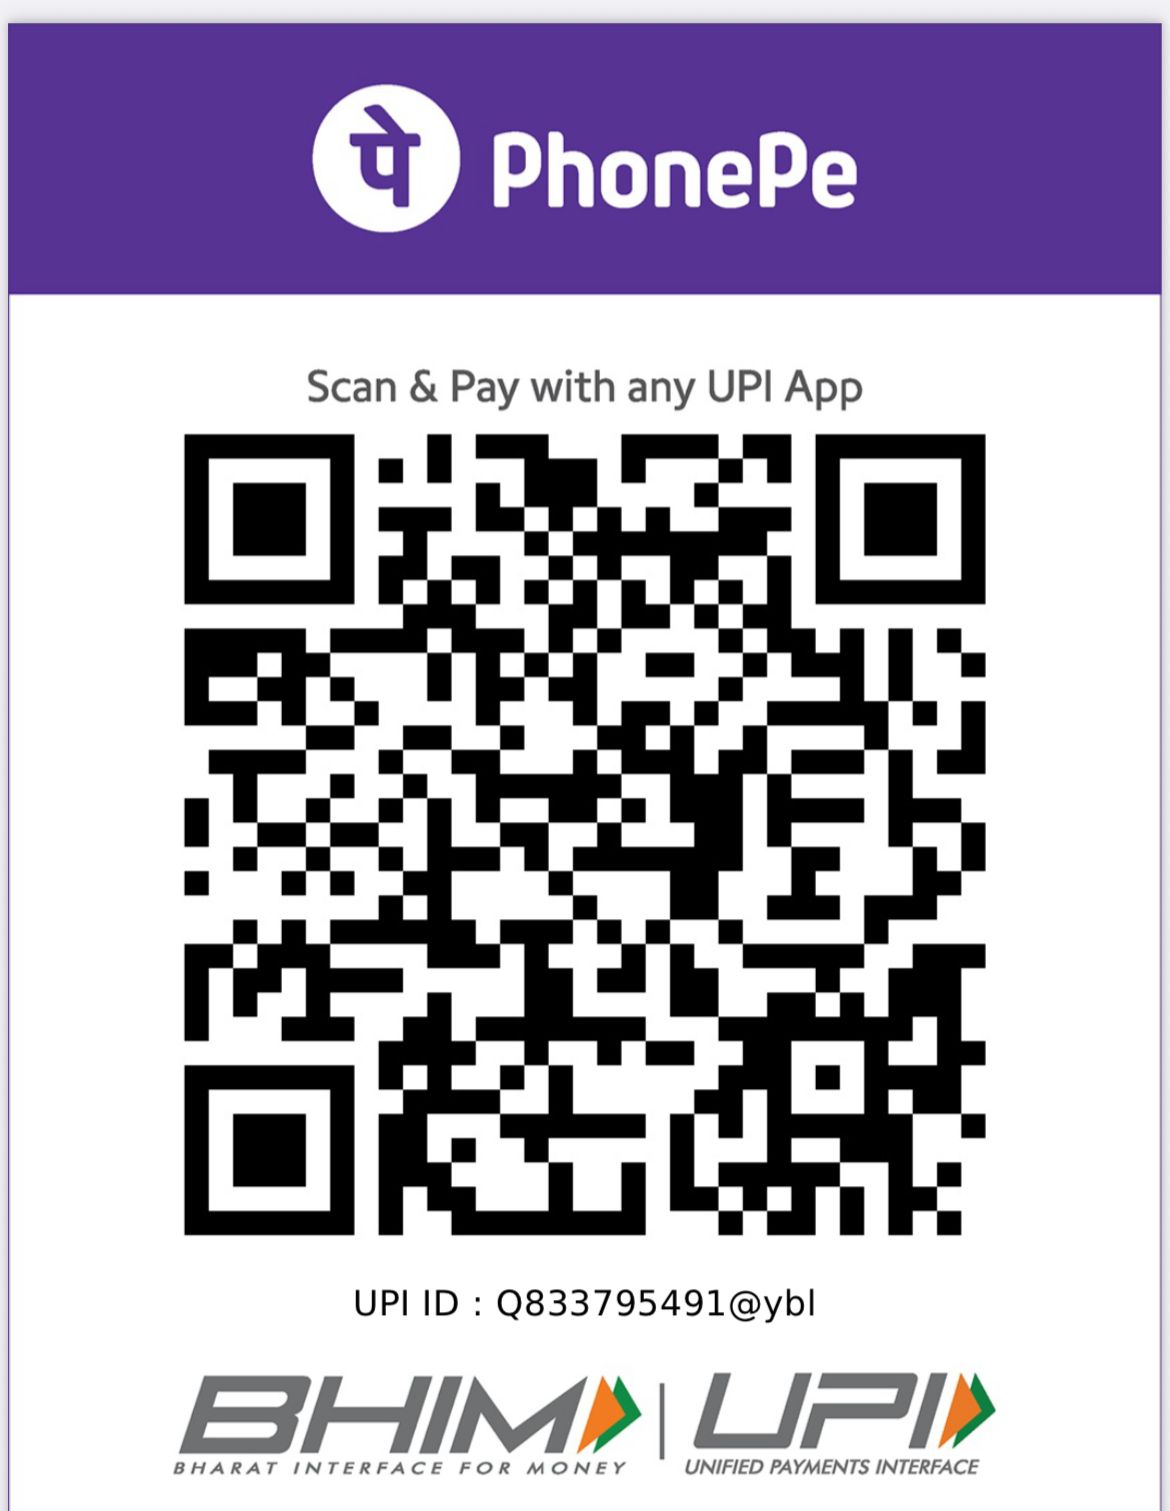 पे PhonePe
Scan & Pay with any UPI App
UPI ID : Q833795491@ybl
BHIM UPI
BHARAT INTERFACE FOR MONEY UNIFIED PAYMENTS INTERFACE